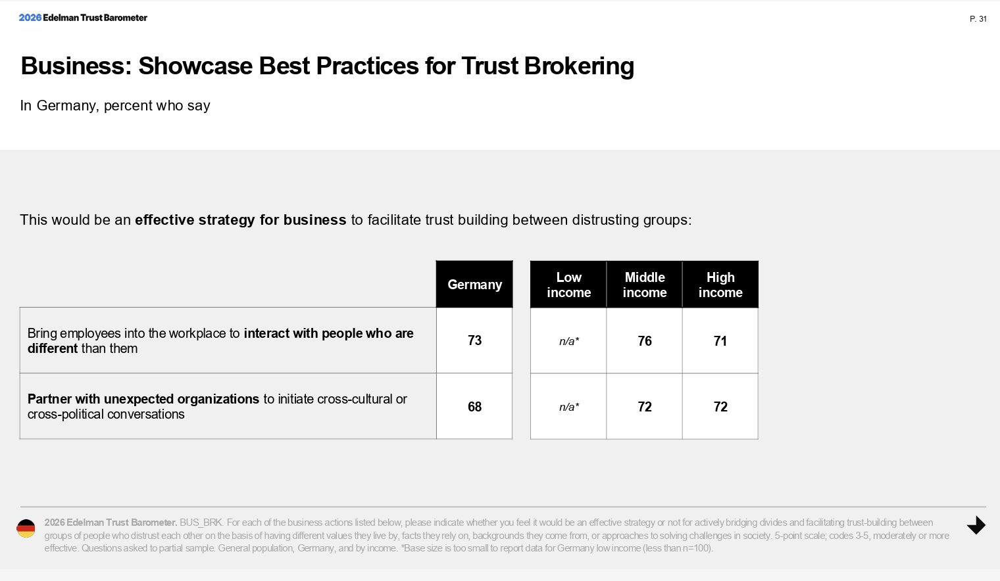 2026 Edelman Trust Barometer
P. 31
Business: Showcase Best Practices for Trust Brokering
In Germany, percent who say
This would be an effective strategy for business to facilitate trust building between distrusting groups:
Germany
Low income
Middle income
High income
Bring employees into the workplace to interact with people who are
different than them
73
n/a*
76
71
Partner with unexpected organizations to initiate cross-cultural or
cross-political conversations
68
n/a*
72
72
2026 Edelman Trust Barometer. BUS_BRK. For each of the business actions listed below, please indicate whether you feel it would be an effective strategy or not for actively bridging divides and facilitating trust-building between
groups of people who distrust each other on the basis of having different values they live by, facts they rely on, backgrounds they come from, or approaches to solving challenges in society. 5-point scale; codes 3-5, moderately or more
effective. Questions asked to partial sample. General population, Germany, and by income. *Base size is too small to report data for Germany low income (less than n=100).